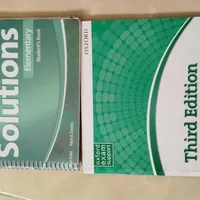 Solutions
Elementary
Student's Book
OXFORD
oxford
exam
support
Third Edition